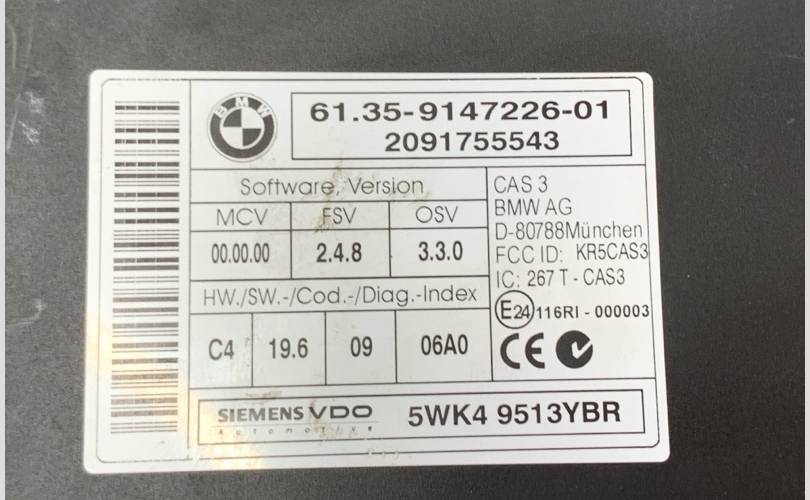 BMW
61.35-9147226-01
2091755543
Software, Version
MCV FSV OSV
00.00.00 2.4.8 3.3.0
HW./SW.-/Cod.-/Diag.-Index
C4 19.6 09 06A0
CAS 3
BMW AG
D-80788München
FCC ID: KR5CAS3
IC: 267 T - CAS3
E24 116RI - 000003
CE
SIEMENS VDO
Automotive
5WK4 9513YBR